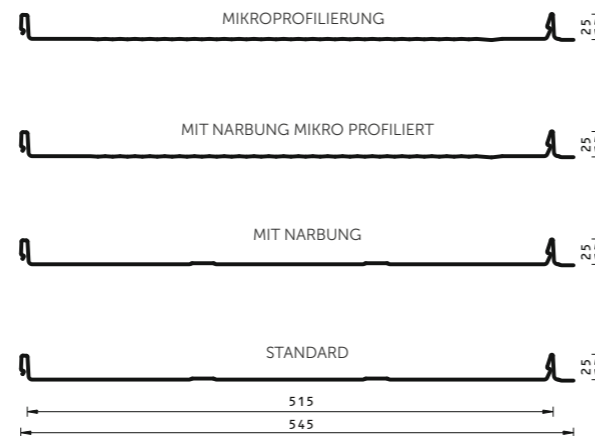 MIKROPROFILIERUNG
25
MIT NARBUNG MIKRO PROFILIERT
25
MIT NARBUNG
25
STANDARD
25
515
545